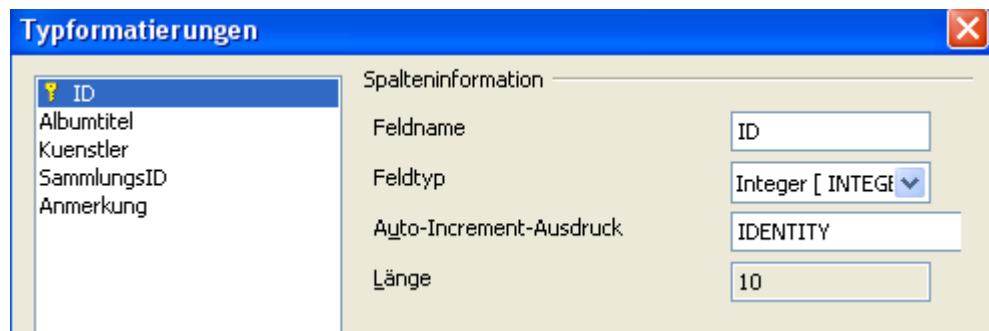 Typformatierungen
ID
Albumtitel
Kuenstler
SammlungsID
Anmerkung
Spalteninformation
Feldname
ID
Feldtyp
Integer [ INTEGE
Auto-Increment-Ausdruck
IDENTITY
Länge
10